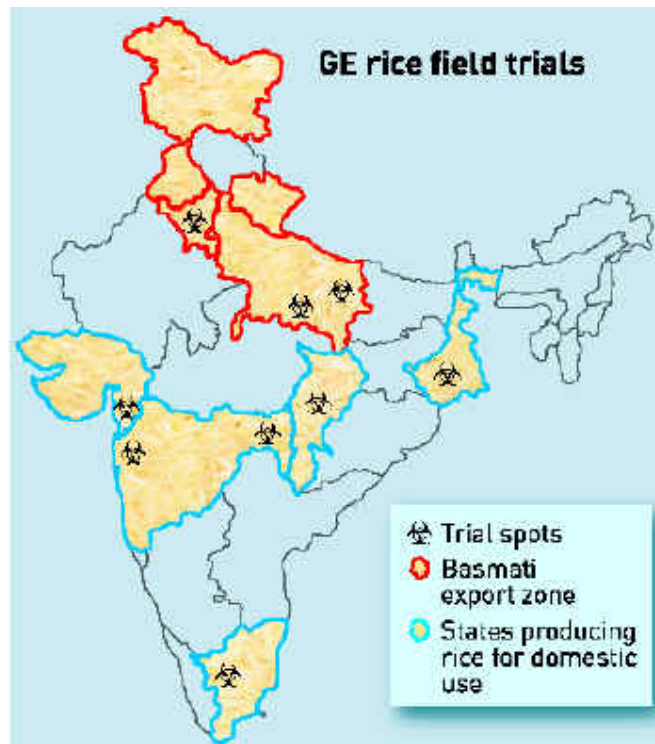 GE rice field trials
Trial spots
Basmati
export zone
States producing
rice for domestic
use